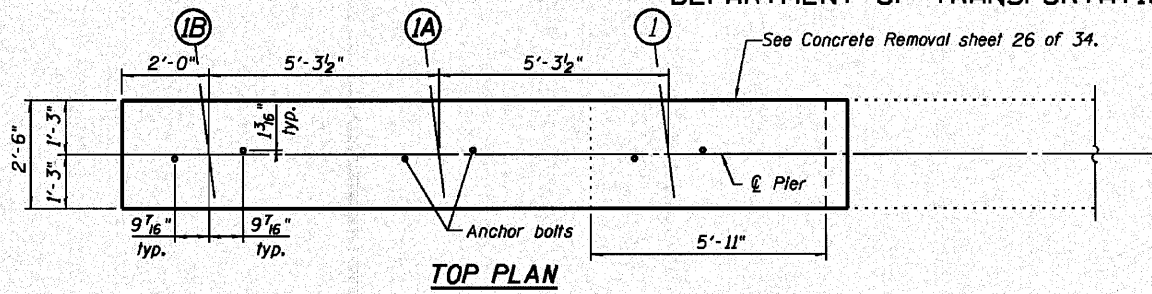 DEPARTMENT OF TRANSPORTATI
1B 1A 1
See Concrete Removal sheet 26 of 34.
2'-0" 5'-3½" 5'-3½"
2'-6"
1'-3"
1'-3"
1 3/16"
typ.
℄ Pier
9 7/16"
typ.
9 7/16"
typ.
Anchor bolts
5'-11"
TOP PLAN